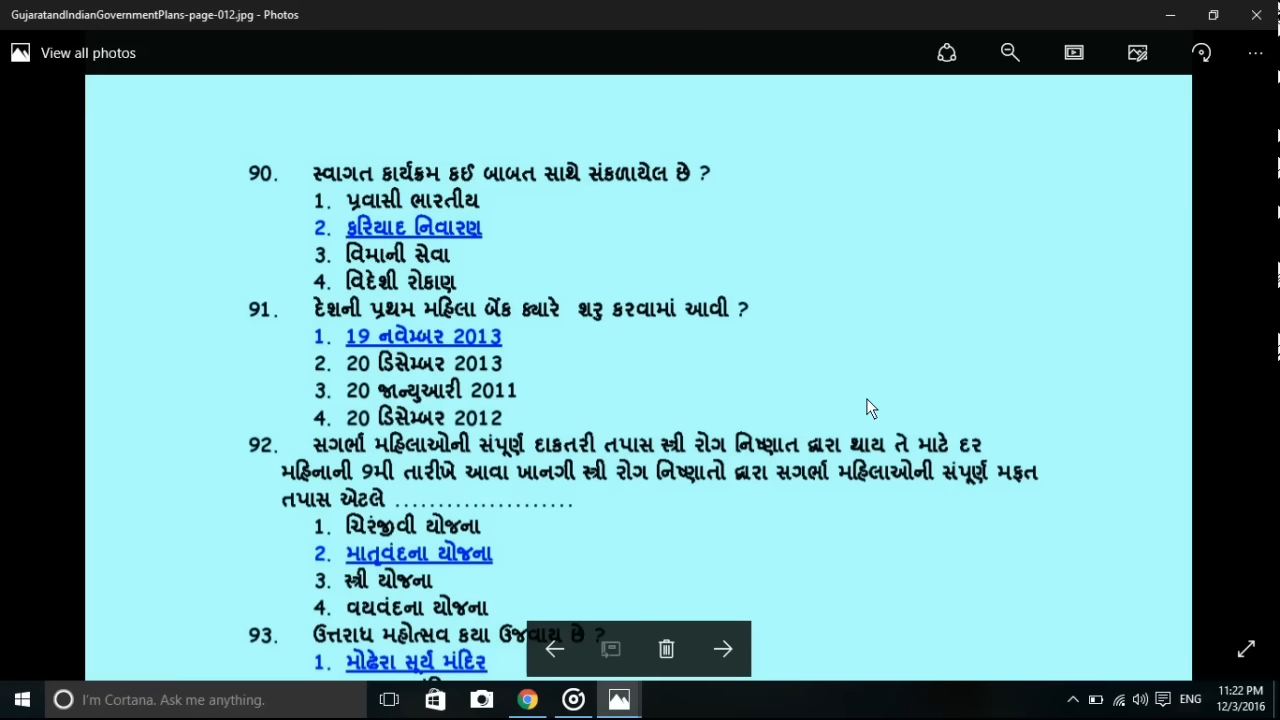 GujaratandIndianGovernmentPlans-page-012.jpg - Photos
View all photos
90. સ્વાગત કાર્યક્રમ કઈ બાબત સાથે સંકળાયેલ છે ?
1. પ્રવાસી ભારતીય
2. ફરિયાદ નિવારણ
3. વિમાની સેવા
4. વિદેશી રોકાણ
91. દેશની પ્રથમ મહિલા બેંક ક્યારે શરુ કરવામાં આવી ?
1. 19 નવેમ્બર 2013
2. 20 ડિસેમ્બર 2013
3. 20 જાન્યુઆરી 2011
4. 20 ડિસેમ્બર 2012
92. સગર્ભા મહિલાઓની સંપૂર્ણ દાકતરી તપાસ સ્ત્રી રોગ નિષ્ણાત દ્વારા થાય તે માટે દર
મહિનાની 9મી તારીખે આવા ખાનગી સ્ત્રી રોગ નિષ્ણાતો દ્વારા સગર્ભા મહિલાઓની સંપૂર્ણ મફત
તપાસ એટલે .....................
1. ચિરંજીવી યોજના
2. માતૃવંદના યોજના
3. સ્ત્રી યોજના
4. વયવંદના યોજના
93. ઉત્તરાધ મહોત્સવ કયા ઉજવાય છે ?
1. મોઢેરા સૂર્ય મંદિર
I'm Cortana. Ask me anything.
ENG
11:22 PM
12/3/2016